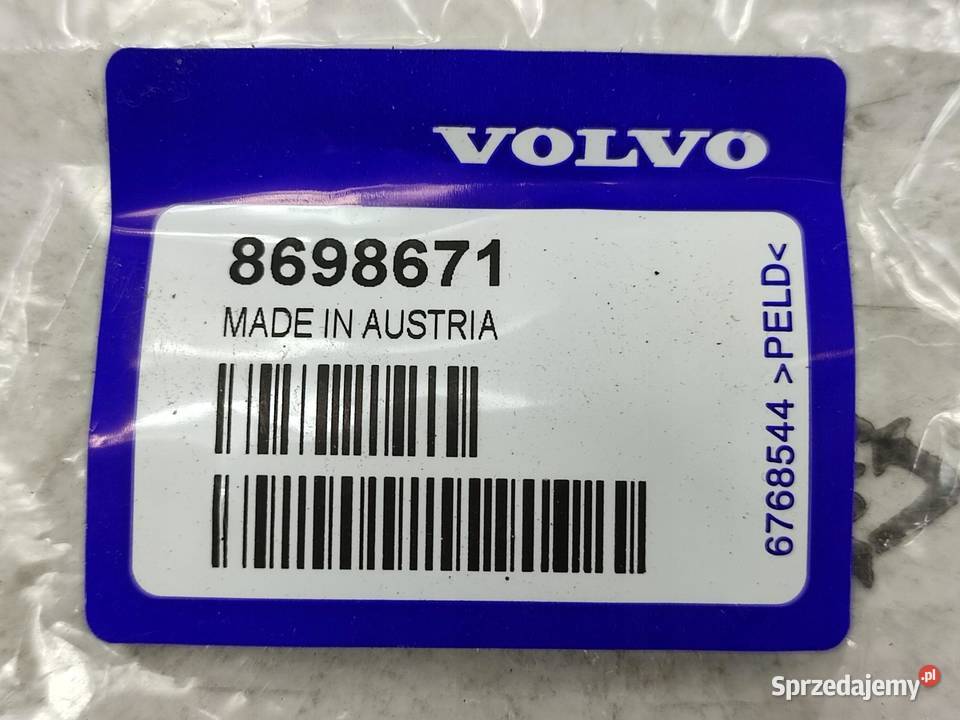 VOLVO
8698671
MADE IN AUSTRIA
6768544 >PELD<
Sprzedajemy.pl